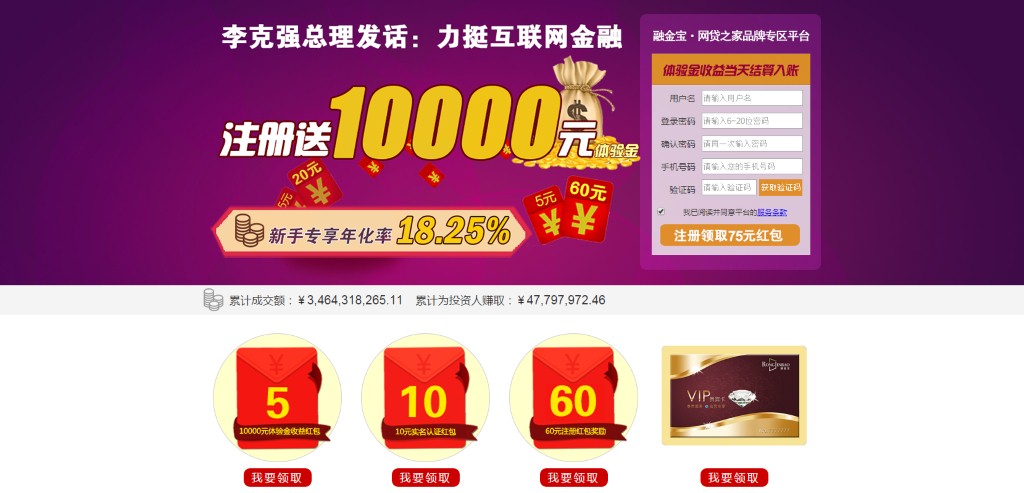 李克强总理发话：力挺互联网金融
注册送10000元体验金
20元
5元
5元
60元
新手专享年化率 18.25%
融金宝·网贷之家品牌专区平台
体验金收益当天结算入账
用户名 请输入用户名
登录密码 请输入6-20位密码
确认密码 请再一次输入密码
手机号码 请输入您的手机号码
验证码 请输入验证码 获取验证码
我已阅读并同意平台的服务条款
注册领取75元红包
累计成交额：￥3,464,318,265.11 累计为投资人赚取：￥47,797,972.46
5
10000元体验金收益红包
10
10元实名认证红包
60
60元注册红包奖励
RONGJINBAO
VIP 贵宾卡
我要领取
我要领取
我要领取
我要领取